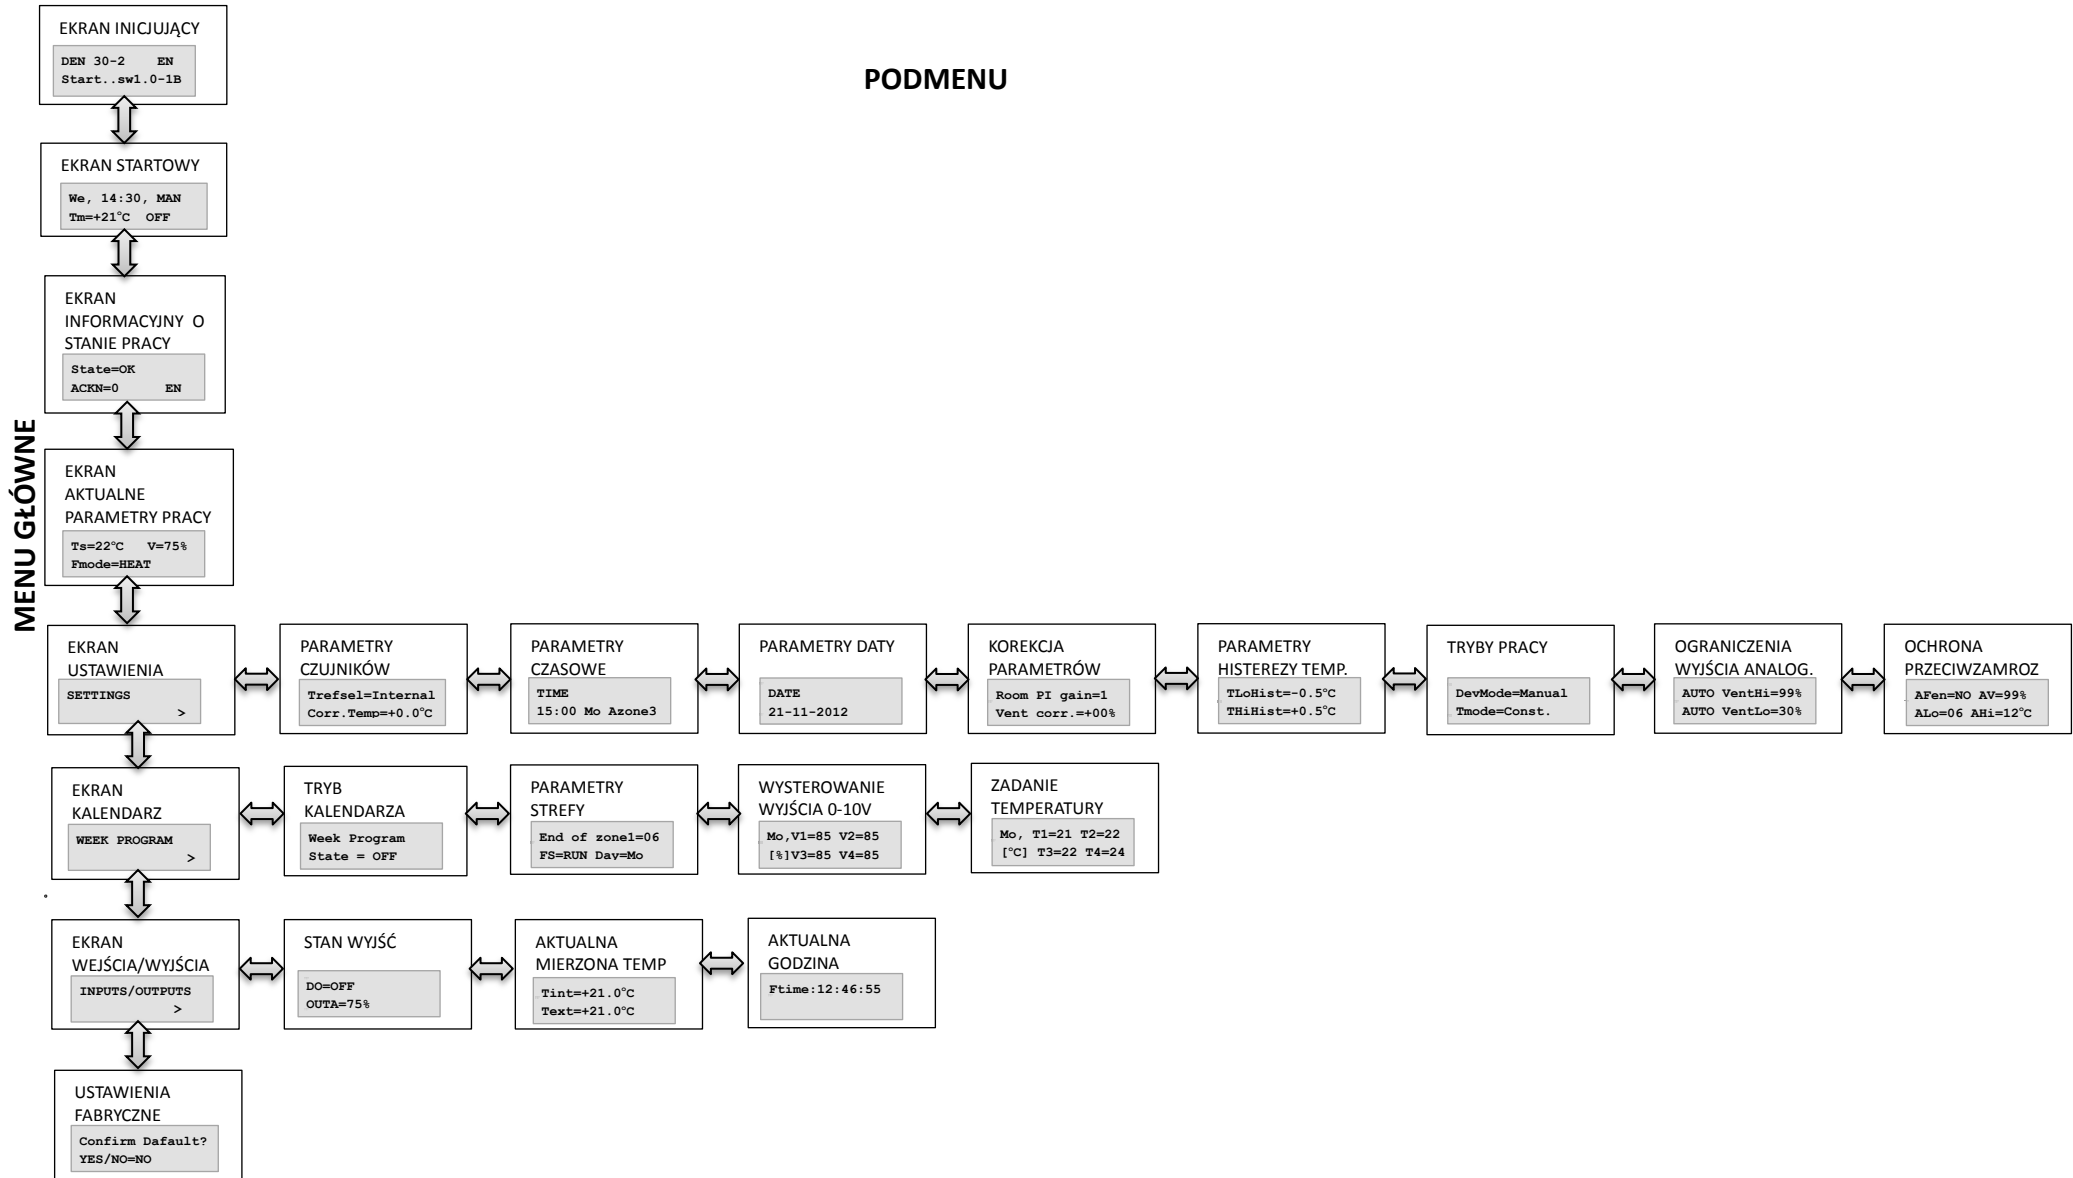 PODMENU
MENU GŁÓWNE
EKRAN INICJUJĄCY
DEN 30-2 EN
Start..sw1.0-1B
EKRAN STARTOWY
We, 14:30, MAN
Tm=+21°C OFF
EKRAN
INFORMACYJNY O
STANIE PRACY
State=OK
ACKN=0 EN
EKRAN
AKTUALNE
PARAMETRY PRACY
Ts=22°C V=75%
Fmode=HEAT
EKRAN
USTAWIENIA
SETTINGS
>
PARAMETRY
CZUJNIKÓW
Trefsel=Internal
Corr.Temp=+0.0°C
PARAMETRY
CZASOWE
TIME
15:00 Mo Azone3
PARAMETRY DATY
DATE
21-11-2012
KOREKCJA
PARAMETRÓW
Room PI gain=1
Vent corr.=+00%
PARAMETRY
HISTEREZY TEMP.
TLoHist=-0.5°C
THiHist=+0.5°C
TRYBY PRACY
DevMode=Manual
Tmode=Const.
OGRANICZENIA
WYJŚCIA ANALOG.
AUTO VentHi=99%
AUTO VentLo=30%
OCHRONA
PRZECIWZAMROZ
AFen=NO AV=99%
ALo=06 AHi=12°C
EKRAN
KALENDARZ
WEEK PROGRAM
>
TRYB
KALENDARZA
Week Program
State = OFF
PARAMETRY
STREFY
End of zone1=06
FS=RUN Day=Mo
WYSTEROWANIE
WYJŚCIA 0-10V
Mo,V1=85 V2=85
[%]V3=85 V4=85
ZADANIE
TEMPERATURY
Mo, T1=21 T2=22
[°C] T3=22 T4=24
EKRAN
WEJŚCIA/WYJŚCIA
INPUTS/OUTPUTS
>
STAN WYJŚĆ
DO=OFF
OUTA=75%
AKTUALNA
MIERZONA TEMP
Tint=+21.0°C
Text=+21.0°C
AKTUALNA
GODZINA
Ftime:12:46:55
USTAWIENIA
FABRYCZNE
Confirm Dafault?
YES/NO=NO